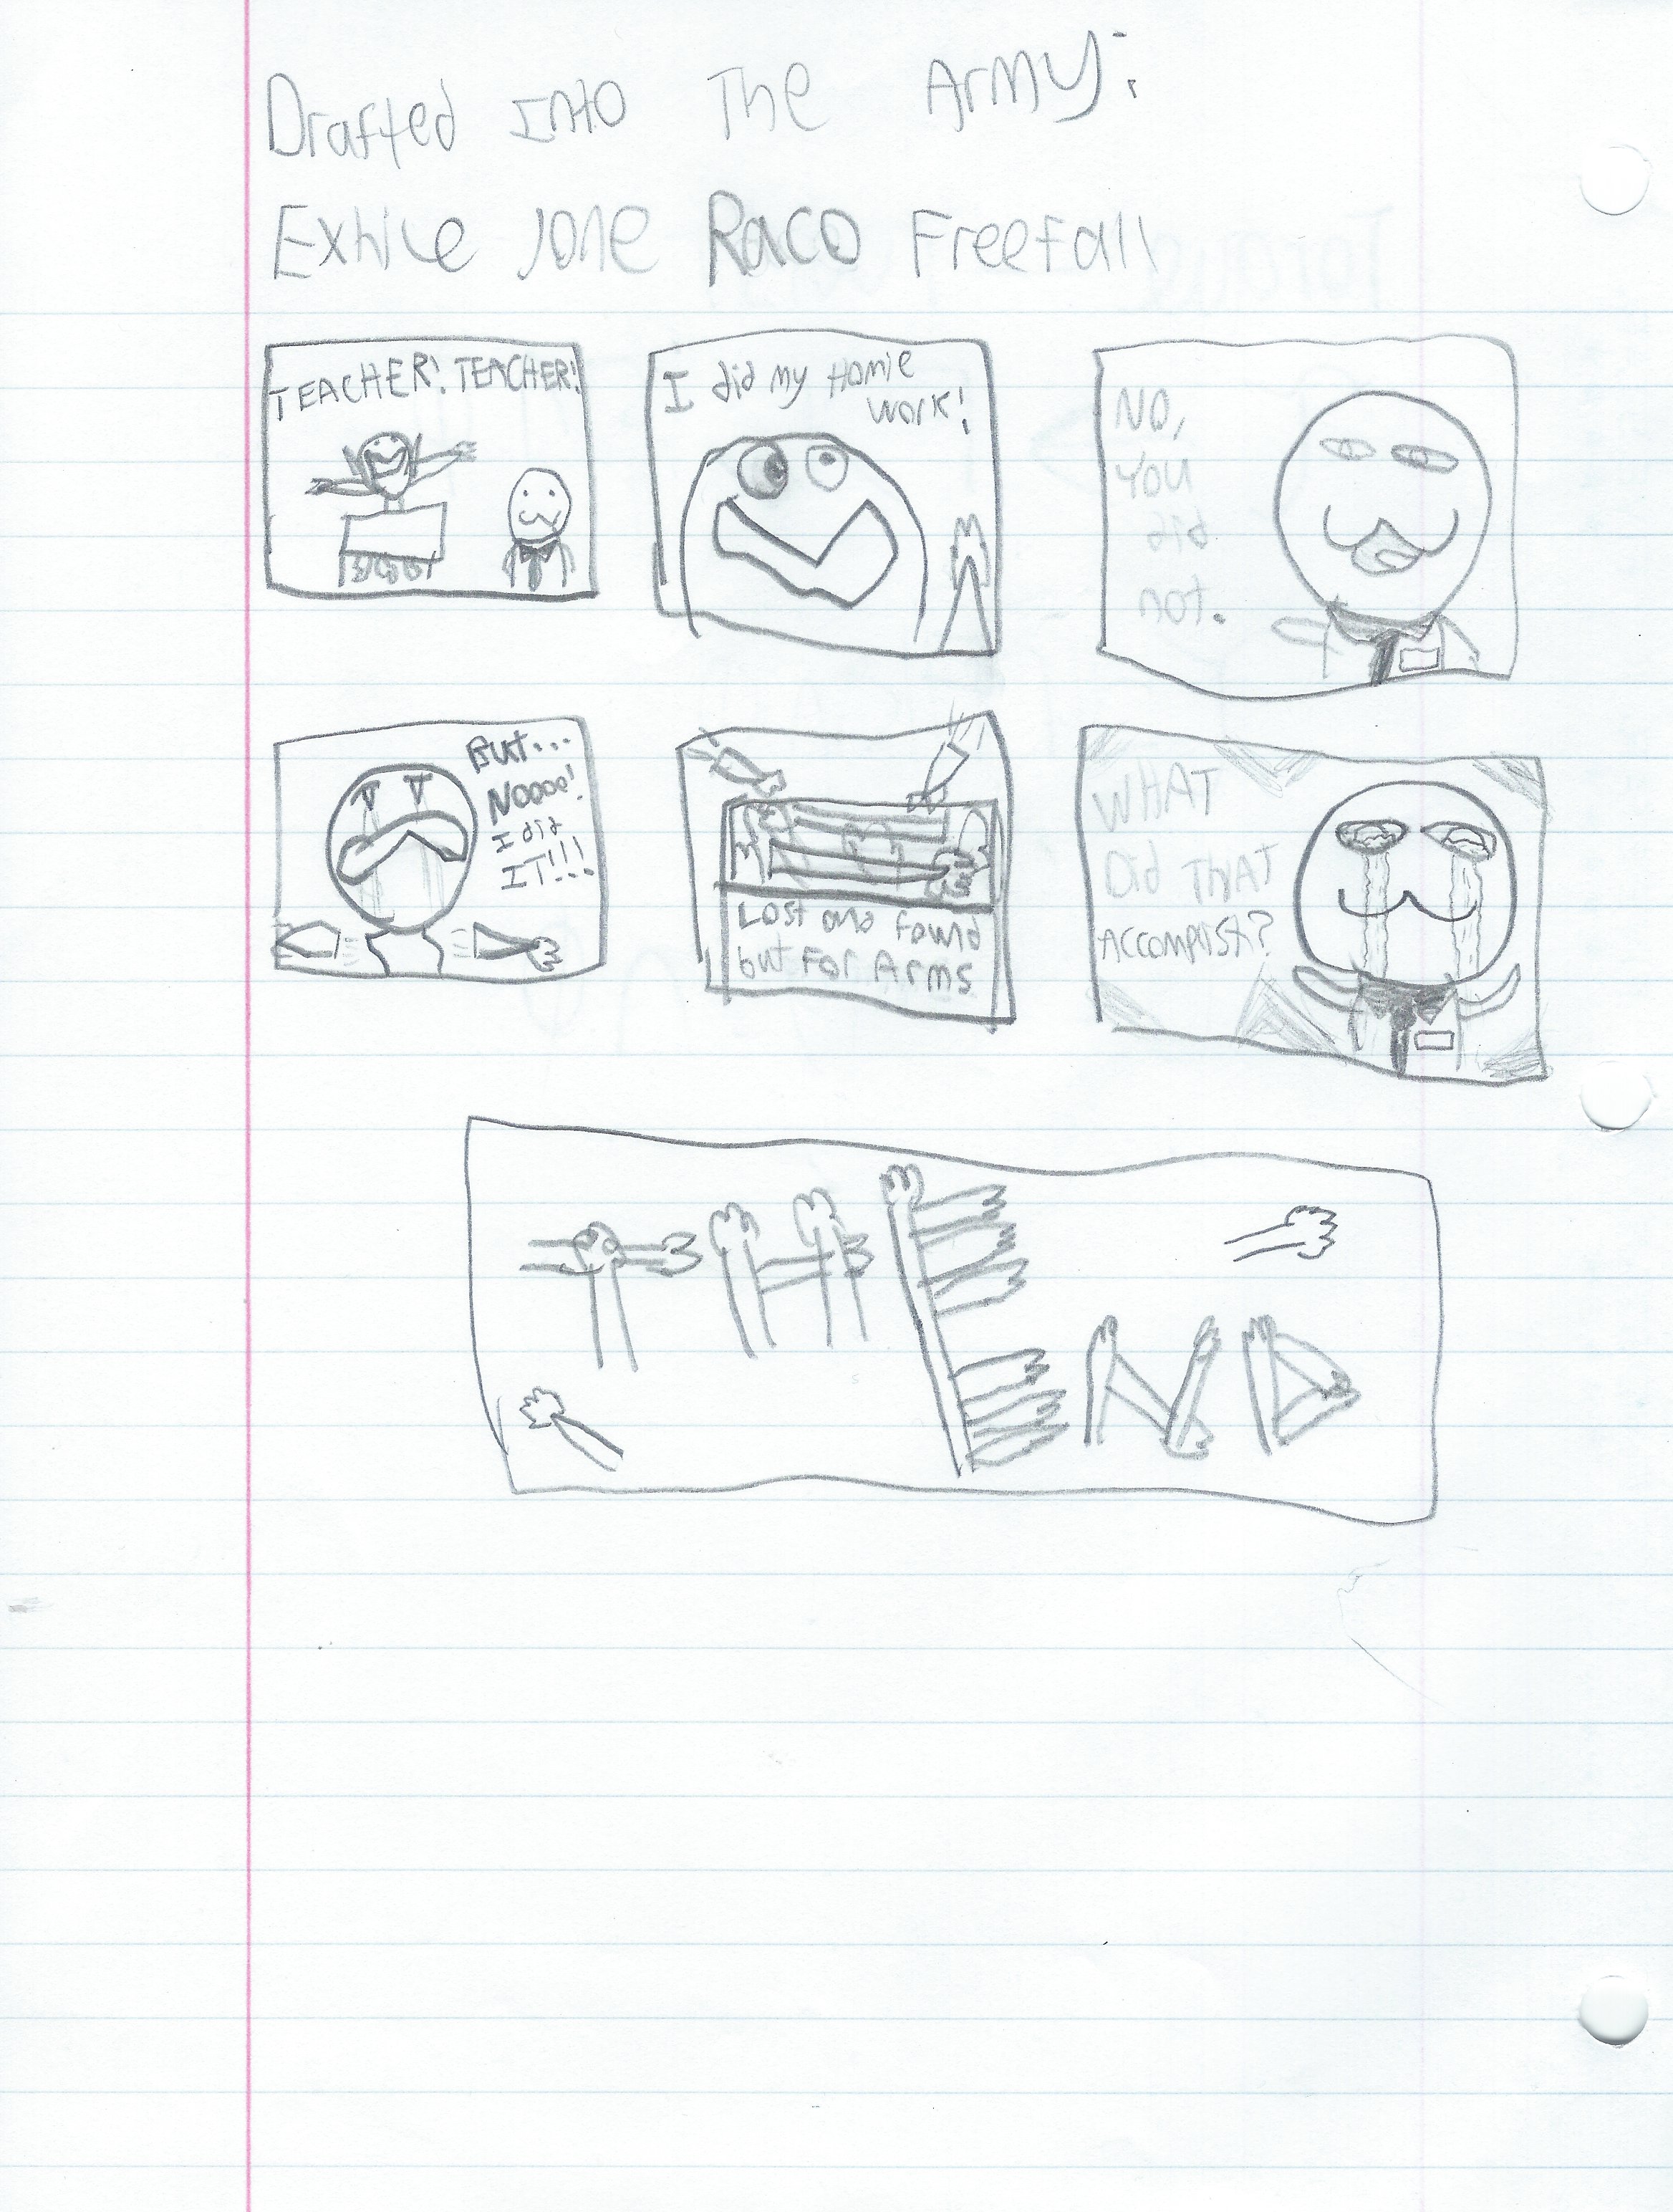 Drafted Into The Army:
Exhile Jone Raco Freefall
TEACHER! TEACHER!
I did my Home
work!
NO,
You
did
not.
But...
Noooo!
I did
IT!!!
Lost and found
but For Arms
WHAT
Did THAT
Accomplish?
THE
END